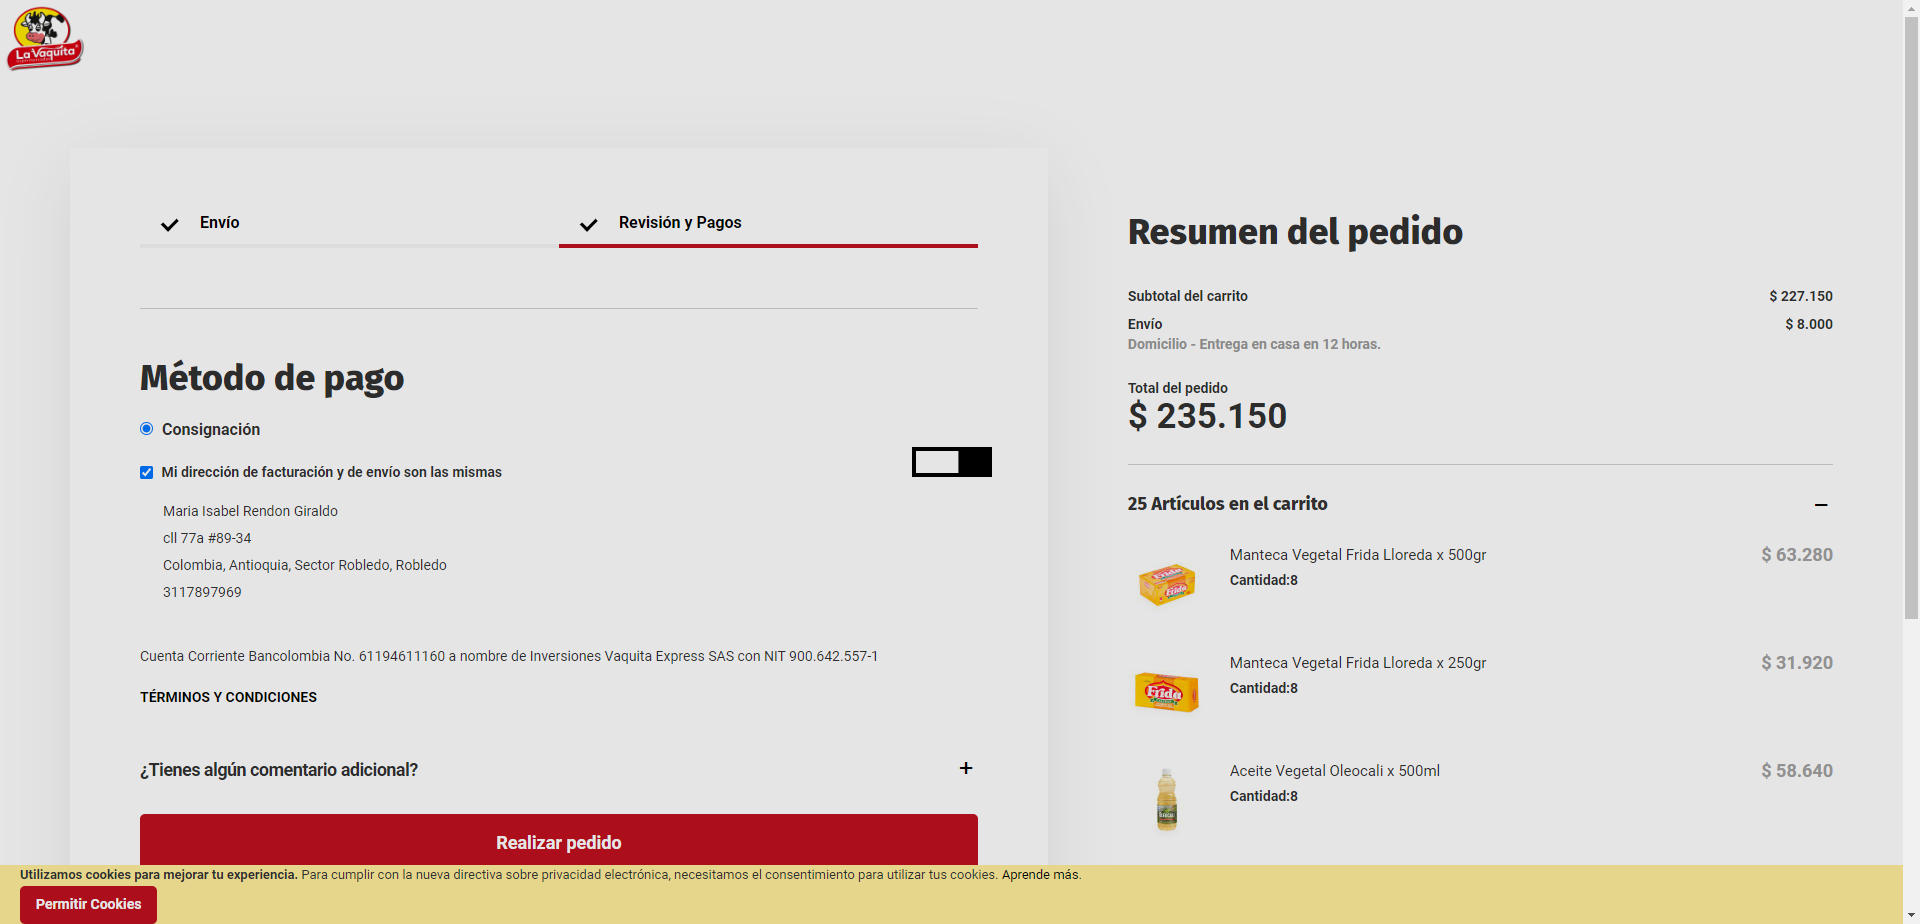 La Vaquita
Envío
Revisión y Pagos
Método de pago
Consignación
Mi dirección de facturación y de envío son las mismas
Maria Isabel Rendon Giraldo
cll 77a #89-34
Colombia, Antioquia, Sector Robledo, Robledo
3117897969
Cuenta Corriente Bancolombia No. 61194611160 a nombre de Inversiones Vaquita Express SAS con NIT 900.642.557-1
TÉRMINOS Y CONDICIONES
¿Tienes algún comentario adicional?
Realizar pedido
Resumen del pedido
Subtotal del carrito $ 227.150
Envío $ 8.000
Domicilio - Entrega en casa en 12 horas.
Total del pedido
$ 235.150
25 Artículos en el carrito
Manteca Vegetal Frida Lloreda x 500gr $ 63.280
Cantidad:8
Frida
Manteca Vegetal Frida Lloreda x 250gr $ 31.920
Cantidad:8
Frida
Aceite Vegetal Oleocali x 500ml $ 58.640
Cantidad:8
Utilizamos cookies para mejorar tu experiencia. Para cumplir con la nueva directiva sobre privacidad electrónica, necesitamos el consentimiento para utilizar tus cookies. Aprende más.
Permitir Cookies